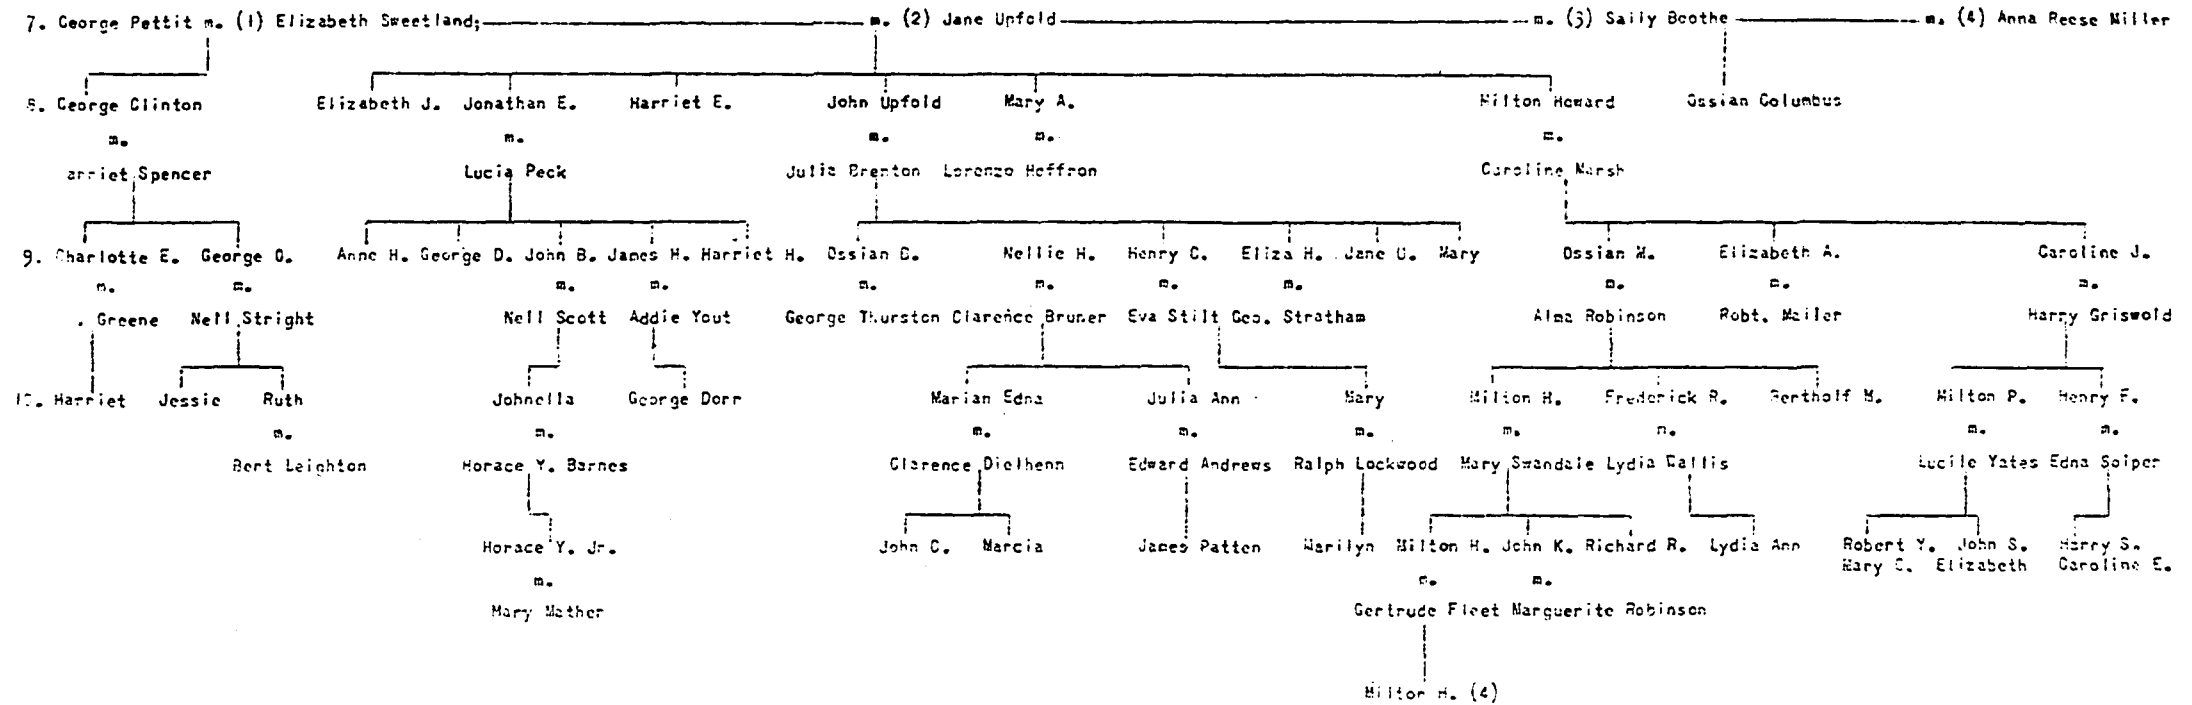 7. George Pettit m. (1) Elizabeth Sweetland; m. (2) Jane Upfold m. (3) Sally Boothe m. (4) Anna Reese Miller
8. George Clinton Elizabeth J. Jonathan E. Harriet E. John Upfold Mary A. Milton Howard Ossian Columbus
m. m. m. m. m.
arriet Spencer Lucia Peck Julia Brenton Lorenzo Heffron Caroline Marsh
9. Charlotte E. George O. Anne H. George D. John B. James H. Harriet H. Ossian B. Nellie H. Henry C. Eliza H. Jane U. Mary Ossian M. Elizabeth A. Caroline J.
m. m. m. m. m. m. m. m. m. m. m.
. Greene Nell Stright Nell Scott Addie Yout George Thurston Clarence Bruner Eva Stilt Geo. Stratham Alma Robinson Robt. Mailer Harry Griswold
10. Harriet Jessie Ruth Johnella George Dorr Marian Edna Julia Ann Mary Milton H. Frederick R. Bertholf M. Milton P. Henry F.
m. m. m. m. m. m. m. m. m.
Bert Leighton Horace Y. Barnes Clarence Dielhenn Edward Andrews Ralph Lockwood Mary Swandale Lydia Lucile Yates Edna
Horace Y. Jr. John C. Marcia James Patten Marilyn Milton H. John K. Richard R. Lydia Ann Robert Y. John S. Harry S.
Mary C. Elizabeth Caroline E.
m. m. m.
Mary Mather Gertrude Fleet Marguerite Robinson
Milton H. (4)